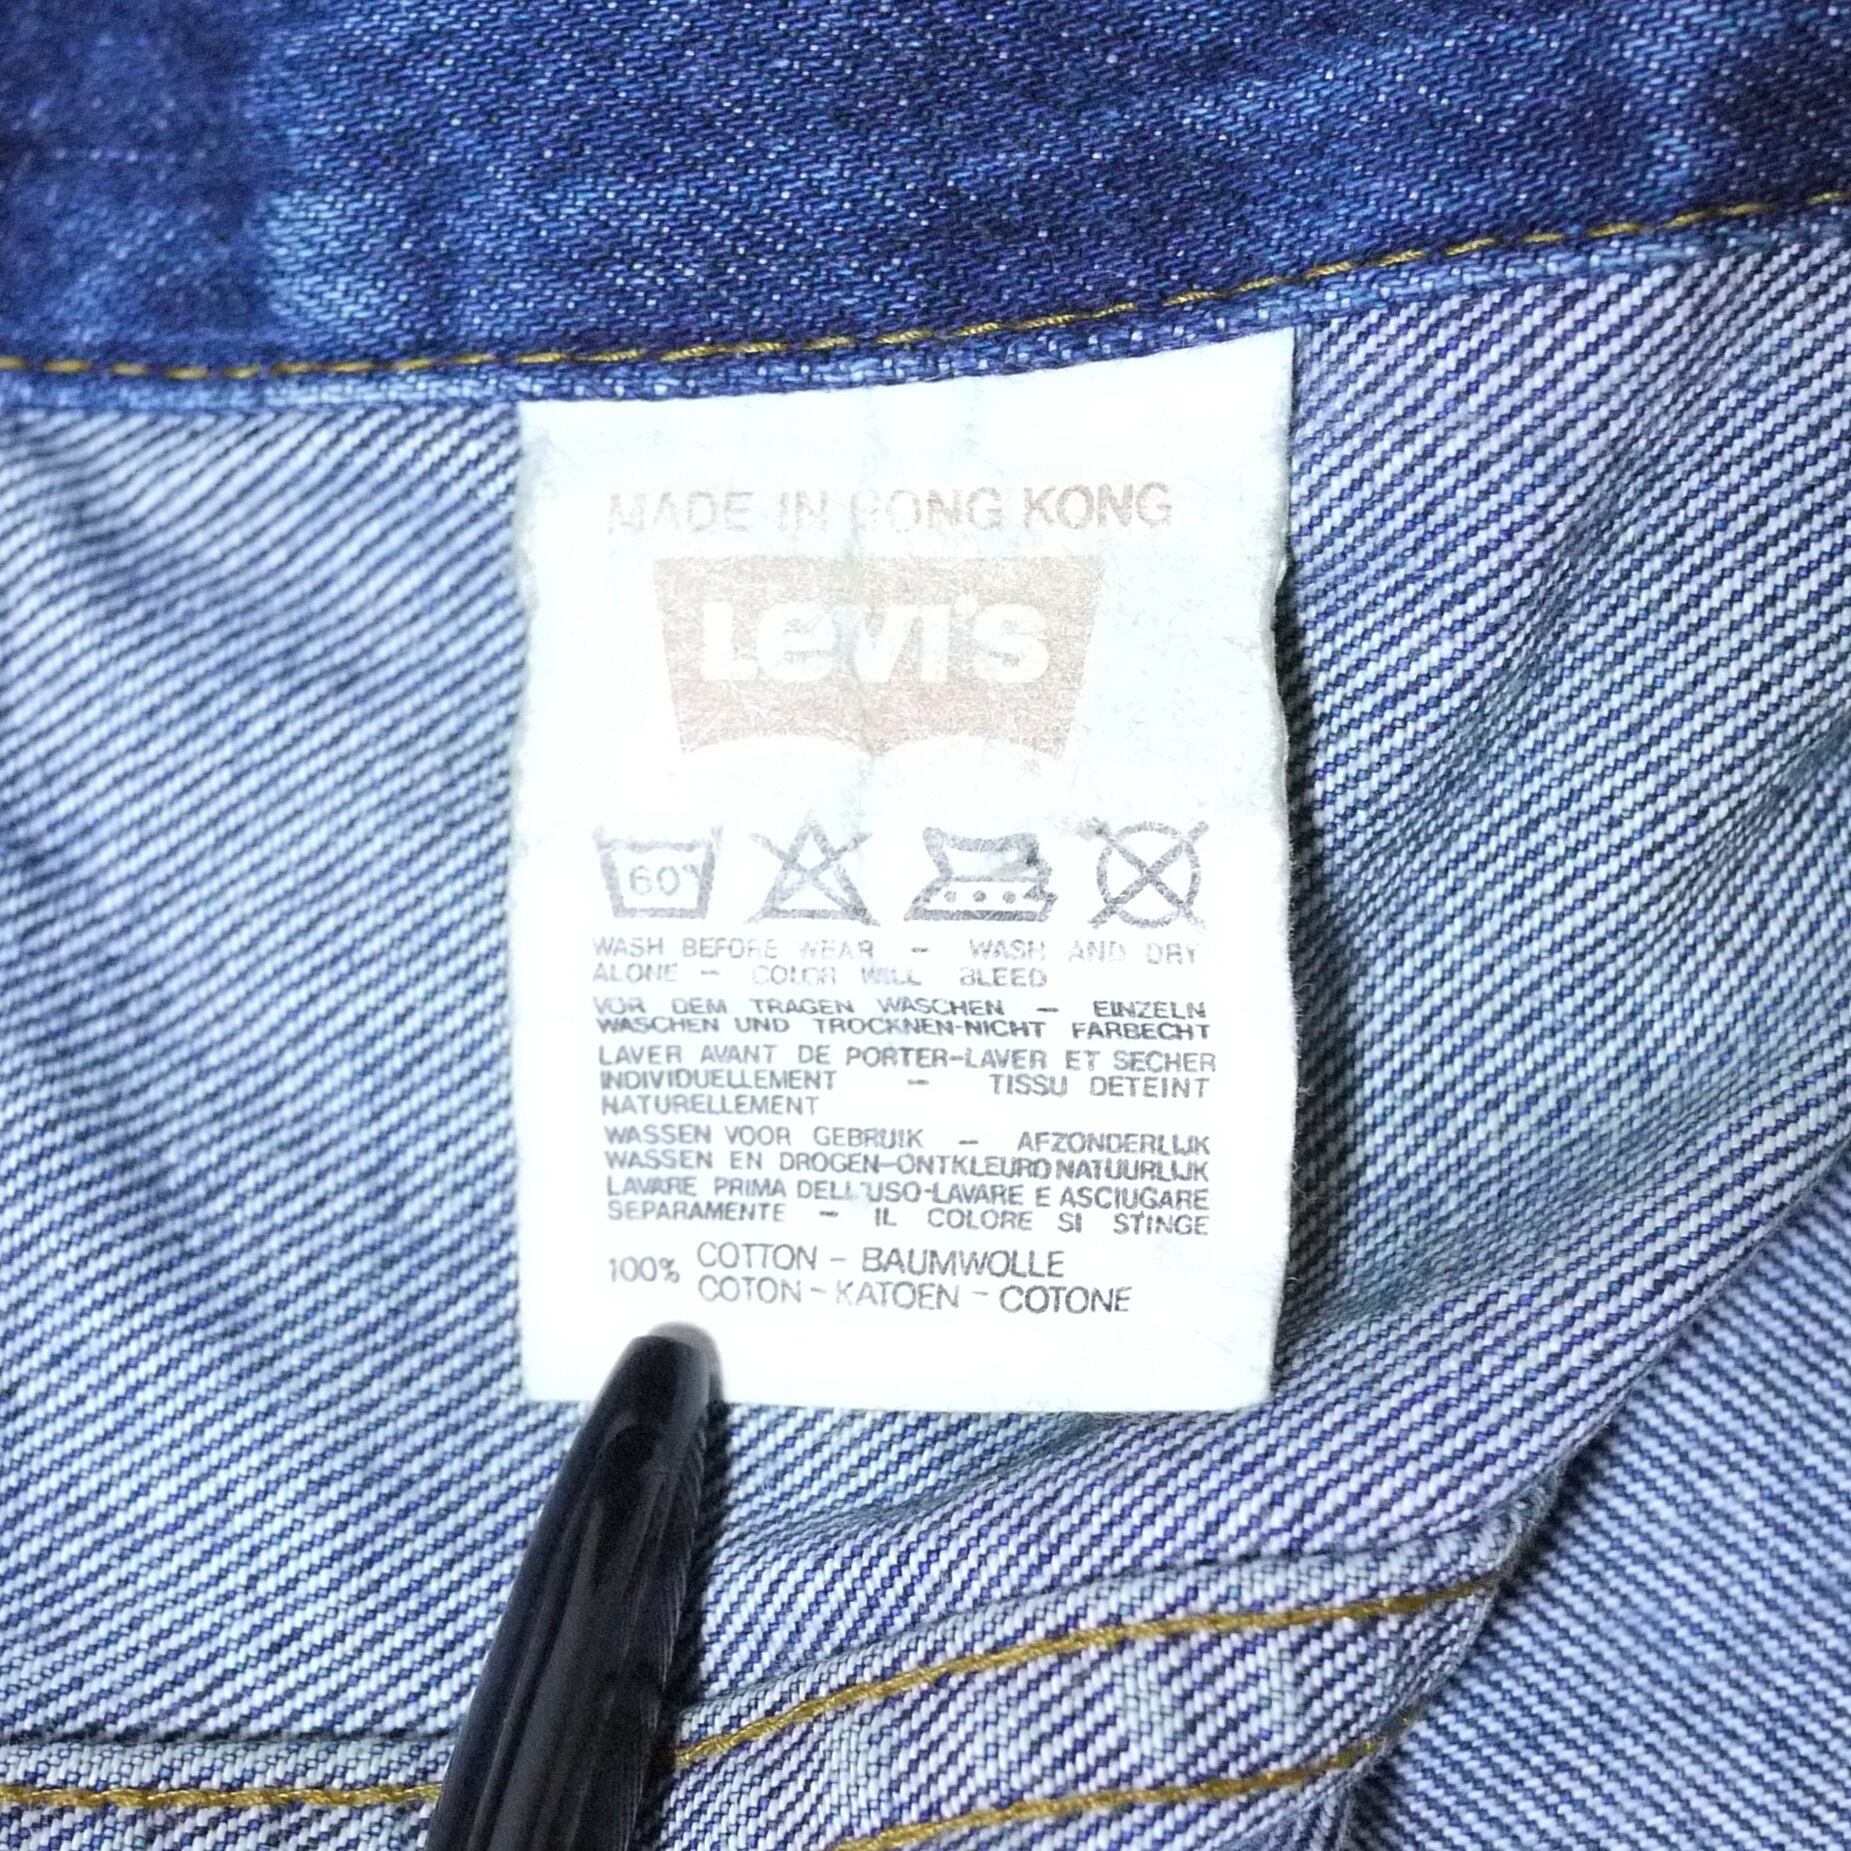 MADE IN HONG KONG
LEVI'S
60°
WASH BEFORE WEAR - WASH AND DRY
ALONE - COLOR WILL BLEED
VOR DEM TRAGEN WASCHEN - EINZELN
WASCHEN UND TROCKNEN-NICHT FARBECHT
LAVER AVANT DE PORTER-LAVER ET SECHER
INDIVIDUELLEMENT - TISSU DETEINT
NATURELLEMENT
WASSEN VOOR GEBRUIK - AFZONDERLIJK
WASSEN EN DROGEN-ONTKLEURD NATUURLIJK
LAVARE PRIMA DELL'USO-LAVARE E ASCIUGARE
SEPARAMENTE - IL COLORE SI STINGE
100% COTTON - BAUMWOLLE
COTON - KATOEN - COTONE